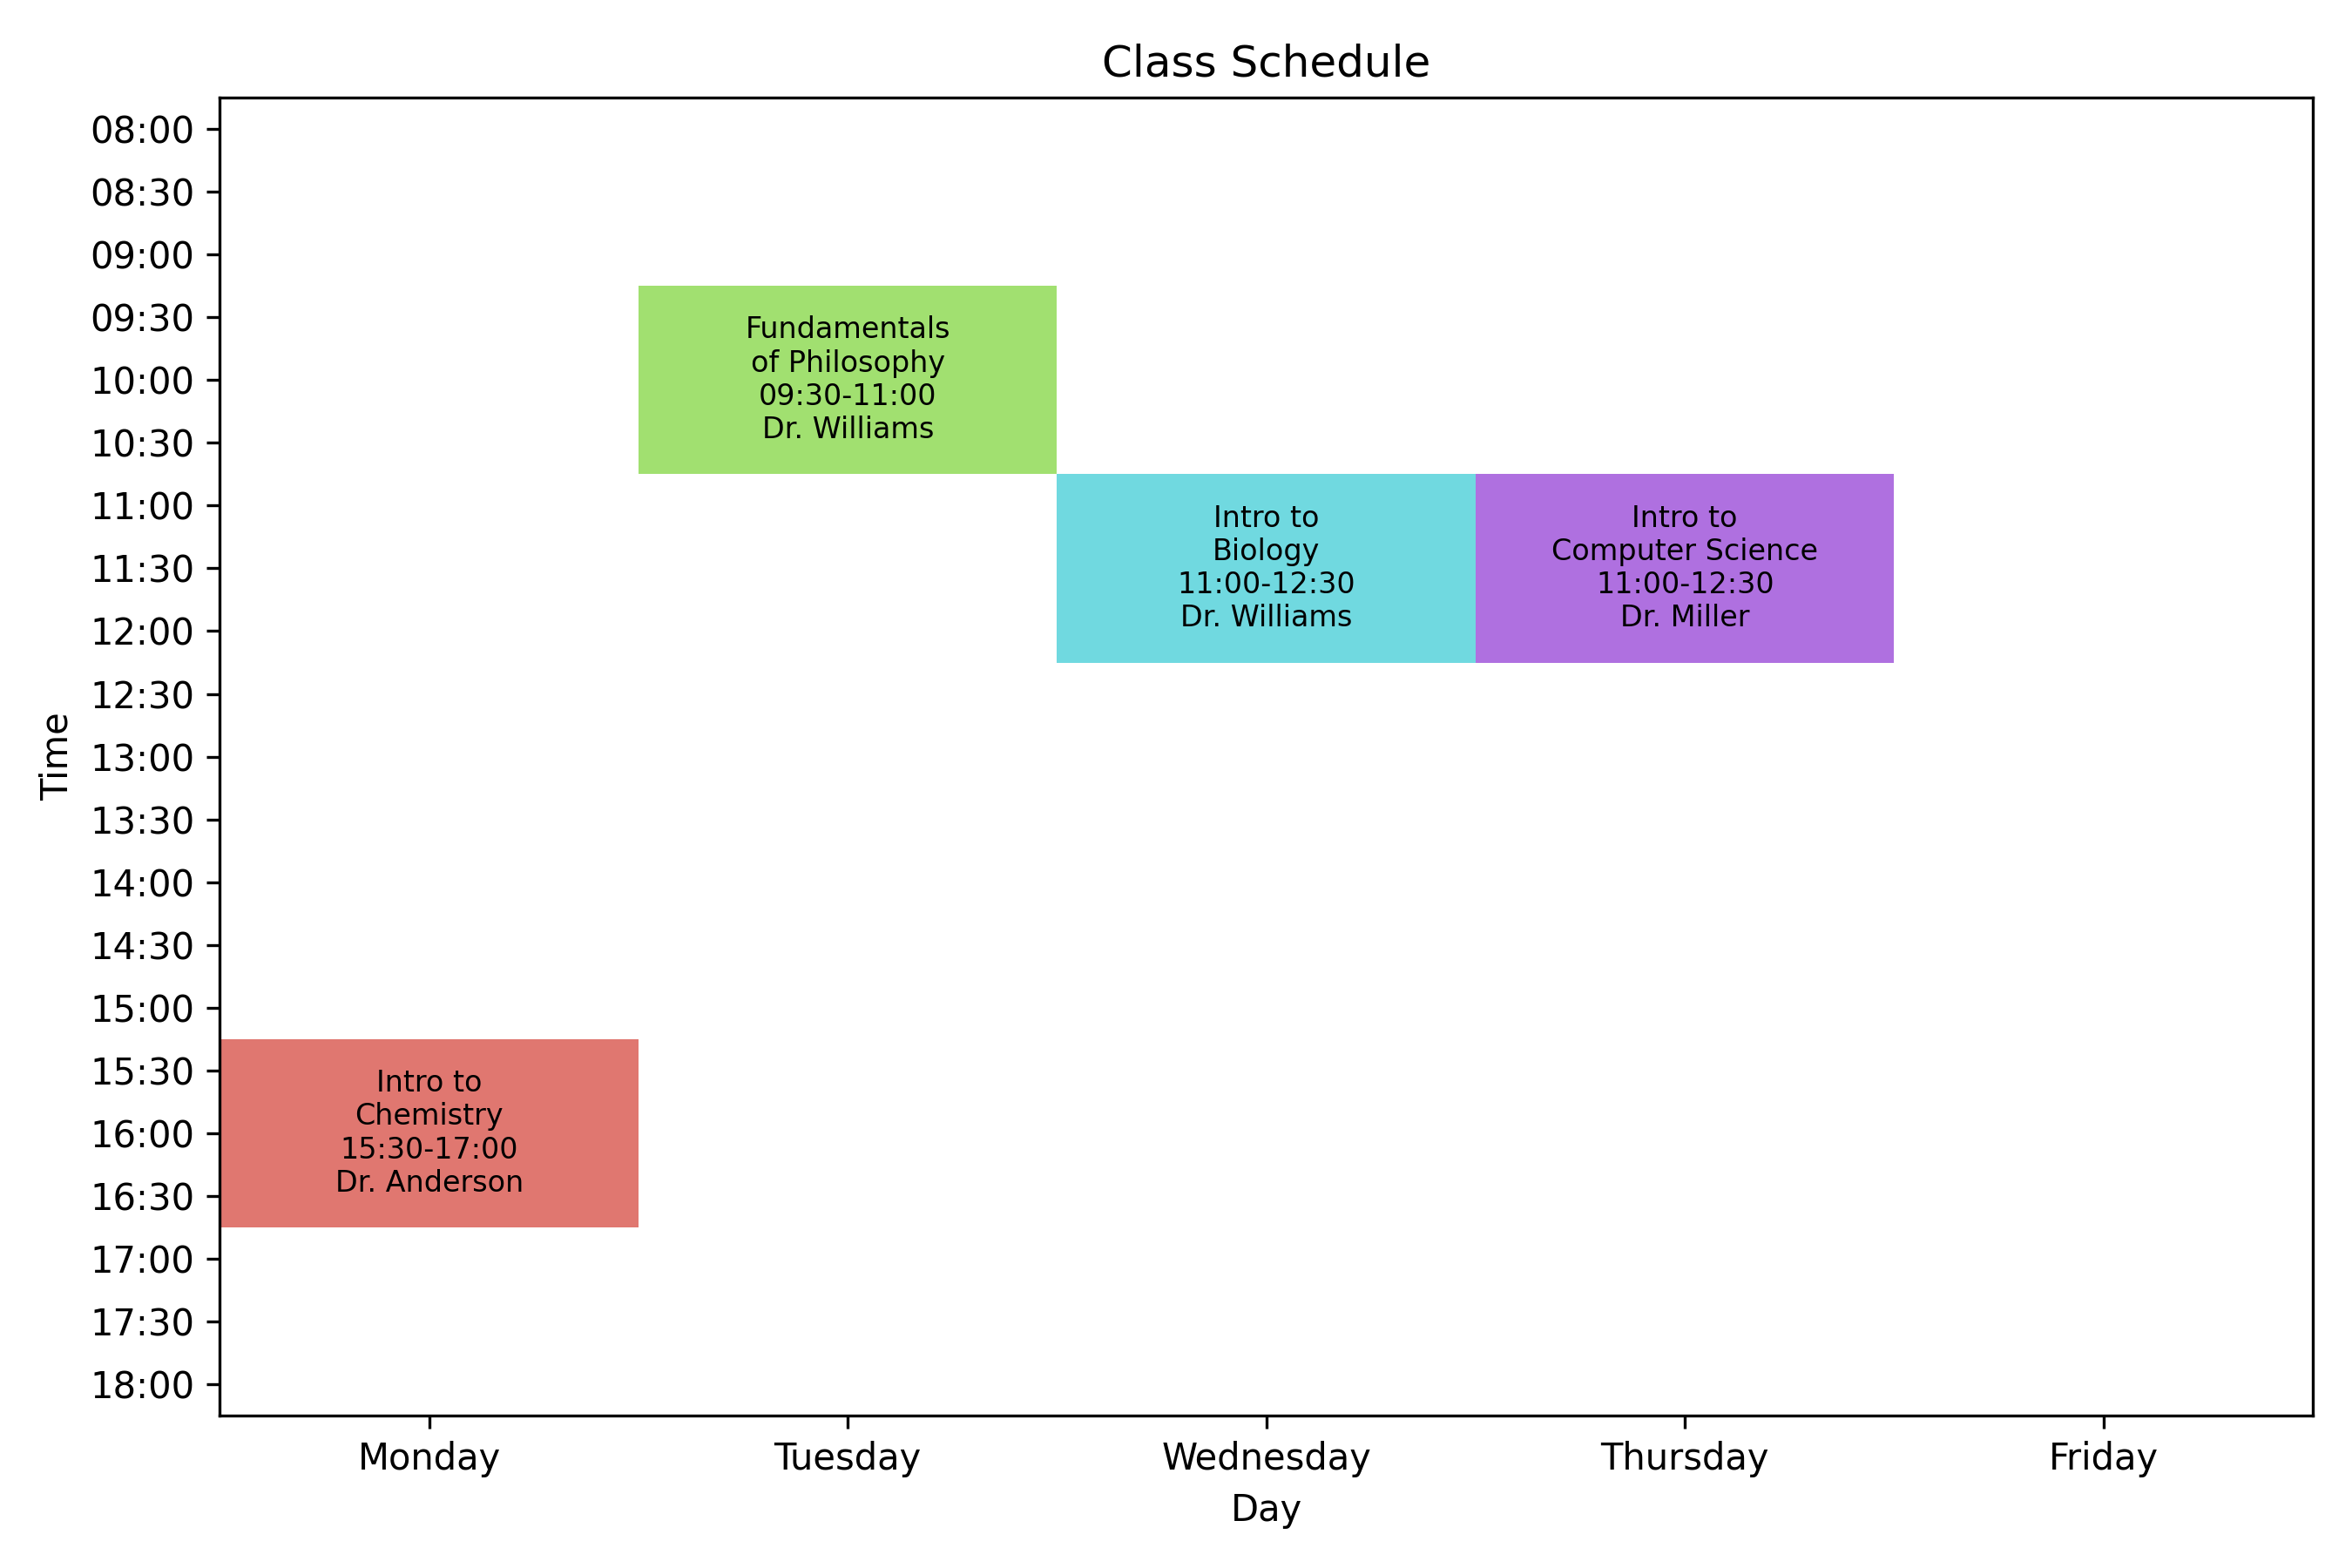 Class Schedule
Time
08:00
08:30
09:00
09:30
10:00
10:30
11:00
11:30
12:00
12:30
13:00
13:30
14:00
14:30
15:00
15:30
16:00
16:30
17:00
17:30
18:00
Fundamentals
of Philosophy
09:30-11:00
Dr. Williams
Intro to
Biology
11:00-12:30
Dr. Williams
Intro to
Computer Science
11:00-12:30
Dr. Miller
Intro to
Chemistry
15:30-17:00
Dr. Anderson
Monday
Tuesday
Wednesday
Thursday
Friday
Day